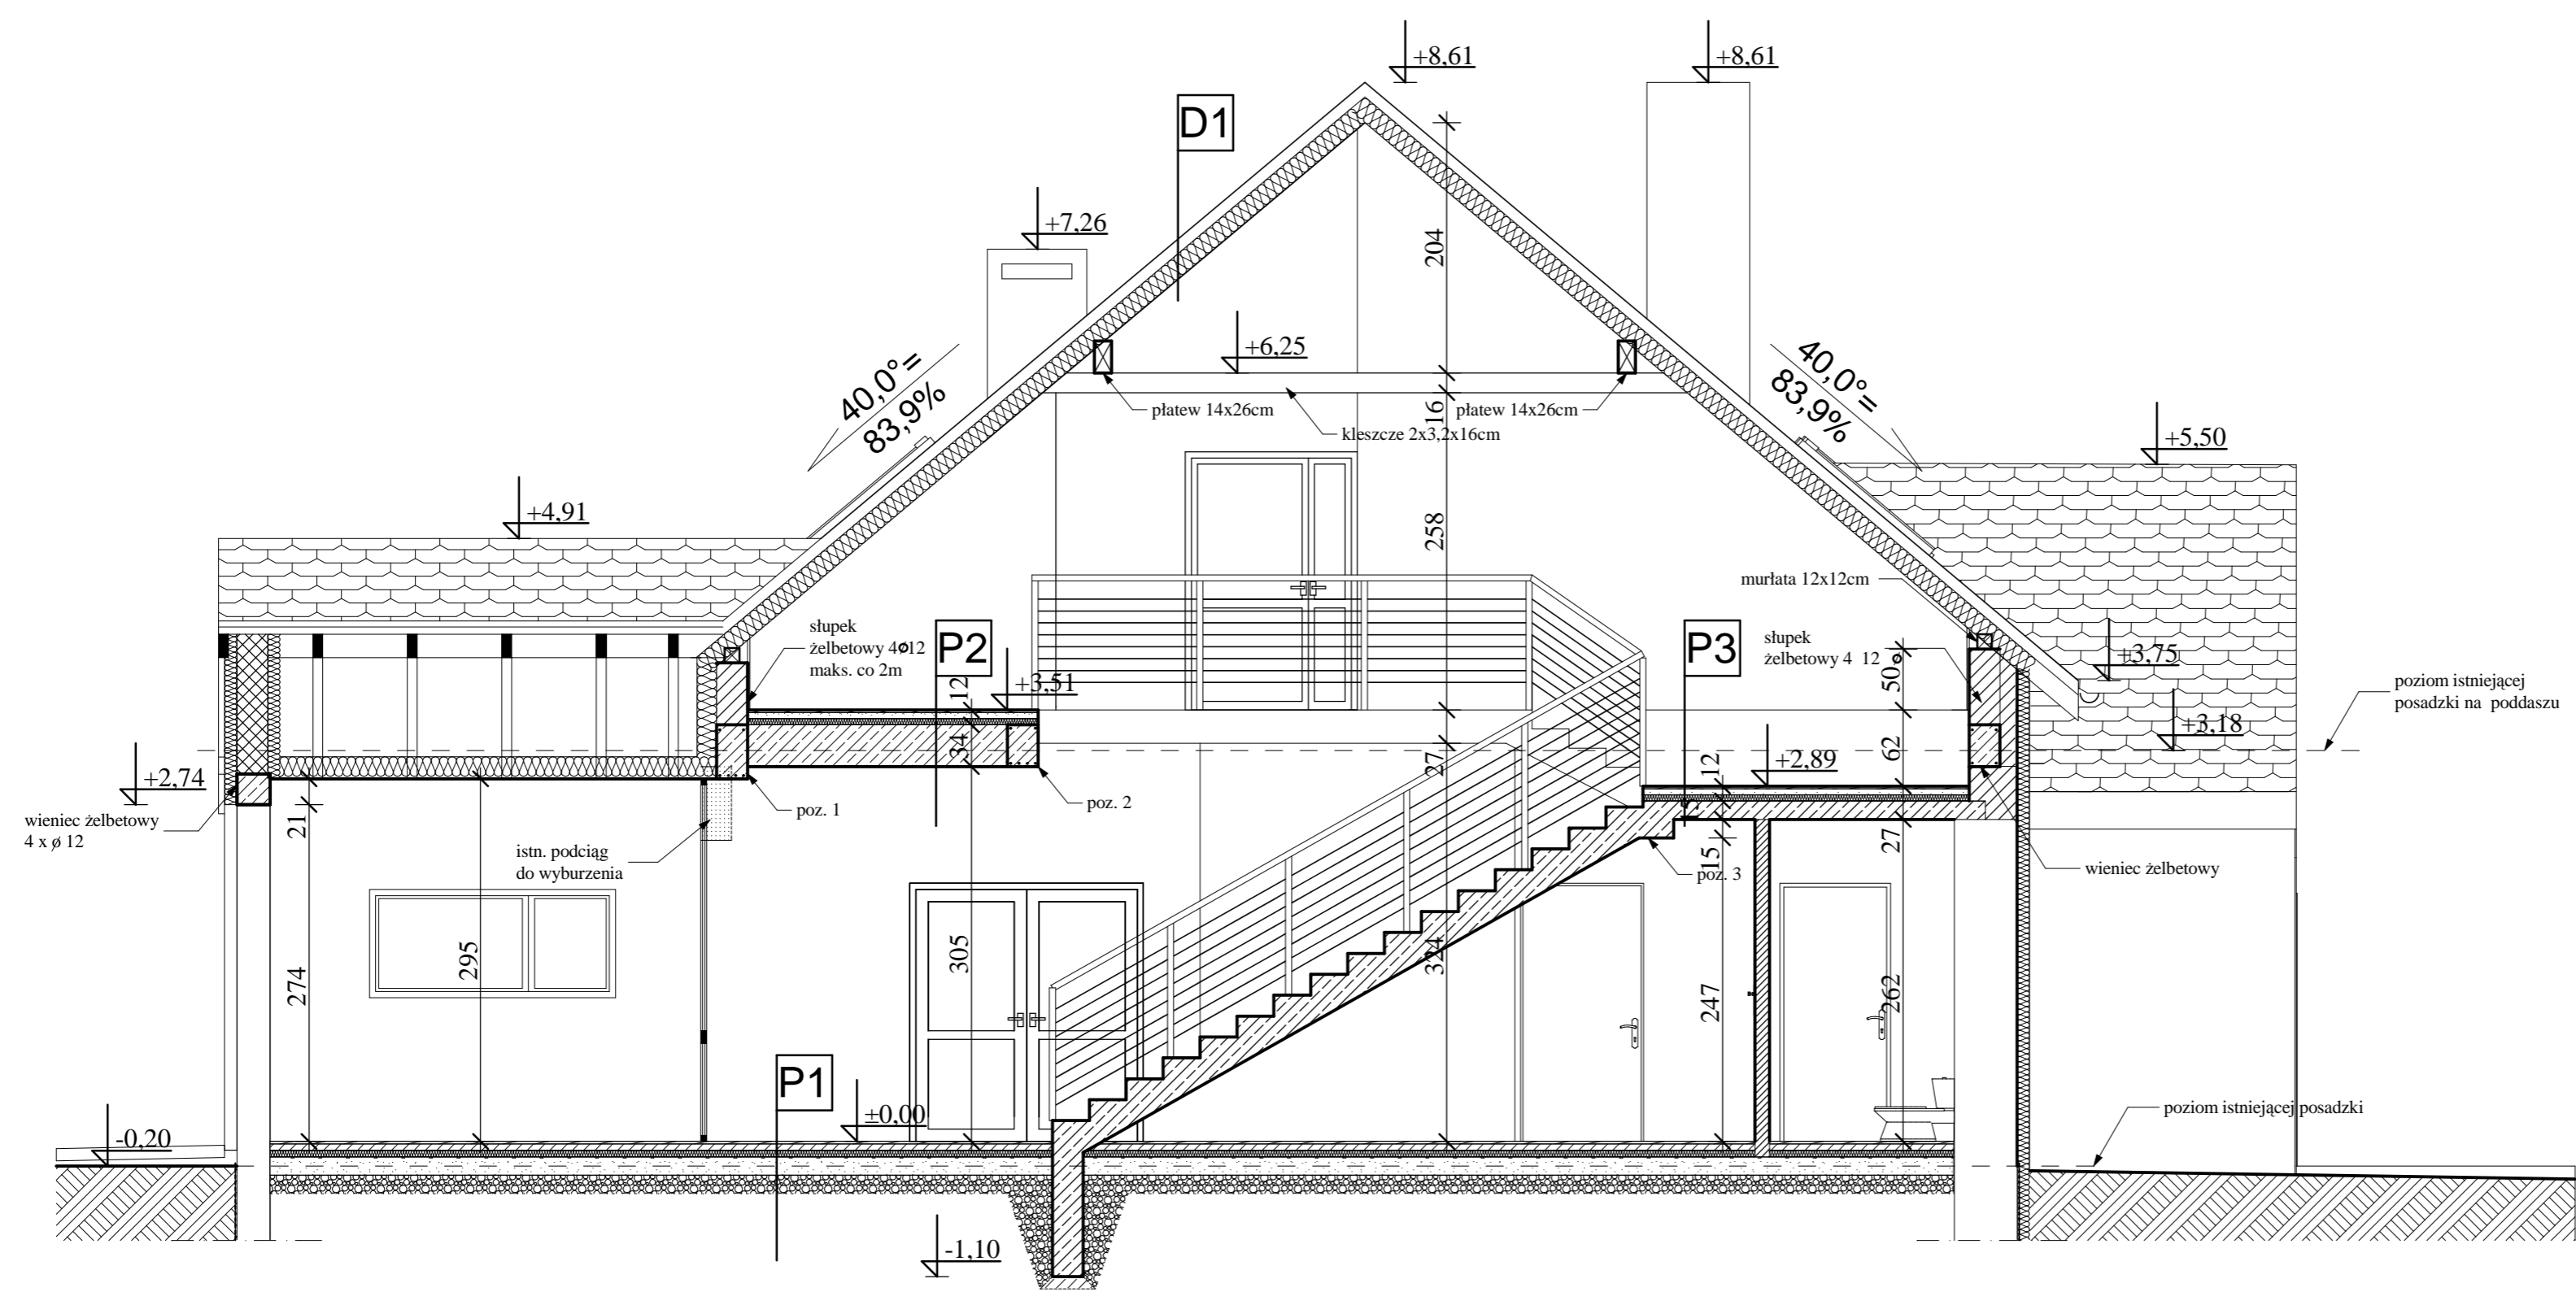 +8,61
+8,61
D1
+7,26
204
+6,25
40,0°=
83,9%
40,0°=
83,9%
płatew 14x26cm
16
płatew 14x26cm
kleszcze 2x3,2x16cm
+5,50
+4,91
258
murłata 12x12cm
słupek
żelbetowy 4ø12
maks. co 2m
P2
P3
słupek
żelbetowy 4 12
ø
50
+3,75
12
+3,51
poziom istniejącej
posadzki na poddaszu
+3,18
34
27
12
+2,89
62
+2,74
wieniec żelbetowy
4 x ø 12
21
poz. 1
poz. 2
istn. podciąg
do wyburzenia
15
poz. 3
27
wieniec żelbetowy
274
295
305
324
247
262
P1
±0,00
-0,20
poziom istniejącej posadzki
-1,10